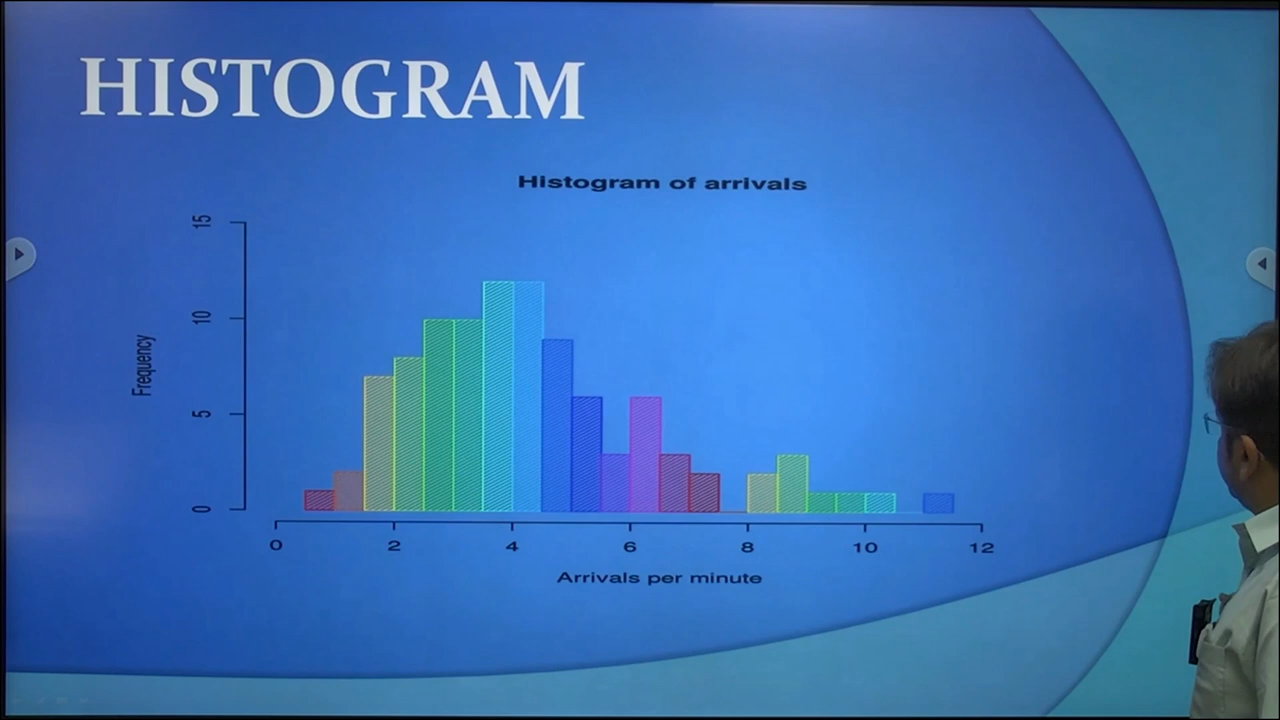 HISTOGRAM
Histogram of arrivals
15
10
5
0
Frequency
0 2 4 6 8 10 12
Arrivals per minute